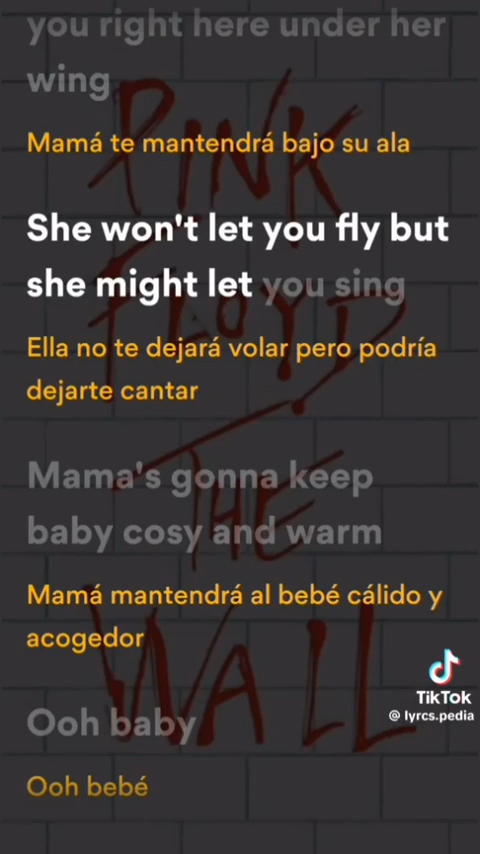 you right here under her
wing
Mamá te mantendrá bajo su ala
She won't let you fly but
she might let you sing
Ella no te dejará volar pero podría
dejarte cantar
Mama's gonna keep
baby cosy and warm
Mamá mantendrá al bebé cálido y
acogedor
Ooh baby
Ooh bebé
PINK
FLOYD
THE
WALL
TikTok
@ lyrcs.pedia